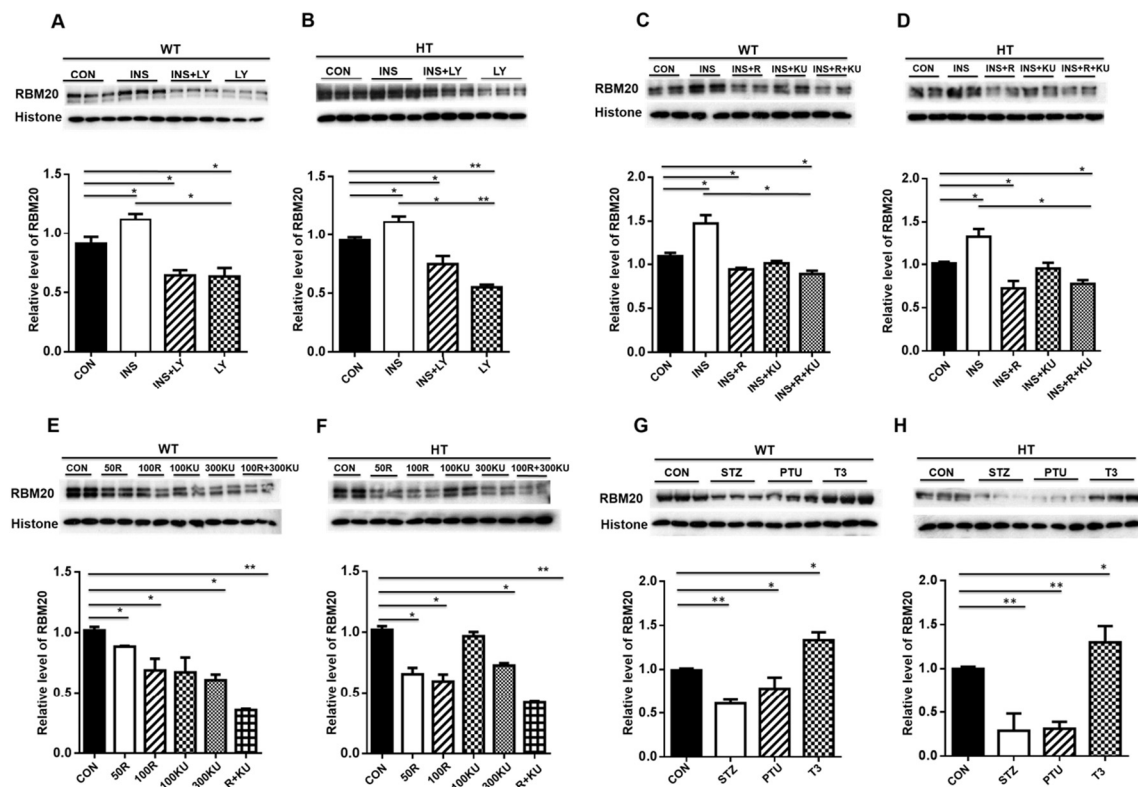 A
WT
CON INS INS+LY LY
RBM20
Histone
Relative level of RBM20
1.5
1.0
0.5
0.0
* * * *
CON INS INS+LY LY
B
HT
CON INS INS+LY LY
1.5
1.0
0.5
0.0
Relative level of RBM20
** * * * **
CON INS INS+LY LY
C
WT
CON INS INS+R INS+KU INS+R+KU
RBM20
Histone
Relative level of RBM20
2.0
1.5
1.0
0.5
0.0
* * * *
CON INS INS+R INS+KU INS+R+KU
D
HT
CON INS INS+R INS+KU INS+R+KU
Relative level of RBM20
2.0
1.5
1.0
0.5
0.0
* * * *
CON INS INS+R INS+KU INS+R+KU
E
WT
CON 50R 100R 100KU 300KU 100R+300KU
RBM20
Histone
Relative level of RBM20
1.5
1.0
0.5
0.0
** * * *
CON 50R 100R 100KU 300KU R+KU
F
HT
CON 50R 100R 100KU 300KU 100R+300KU
Relative level of RBM20
1.5
1.0
0.5
0.0
** * * *
CON 50R 100R 100KU 300KU R+KU
G
WT
CON STZ PTU T3
RBM20
Histone
Relative level of RBM20
2.0
1.5
1.0
0.5
0.0
* * **
CON STZ PTU T3
H
HT
CON STZ PTU T3
Relative level of RBM20
2.0
1.5
1.0
0.5
0.0
* ** **
CON STZ PTU T3